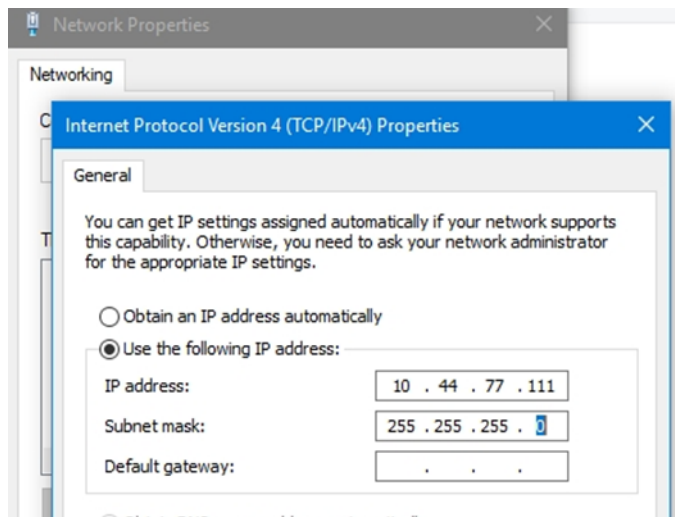 Network Properties
Networking
C
Internet Protocol Version 4 (TCP/IPv4) Properties
General
You can get IP settings assigned automatically if your network supports
this capability. Otherwise, you need to ask your network administrator
for the appropriate IP settings.
T
Obtain an IP address automatically
Use the following IP address:
IP address: 10 . 44 . 77 . 111
Subnet mask: 255 . 255 . 255 . 0
Default gateway: . . .